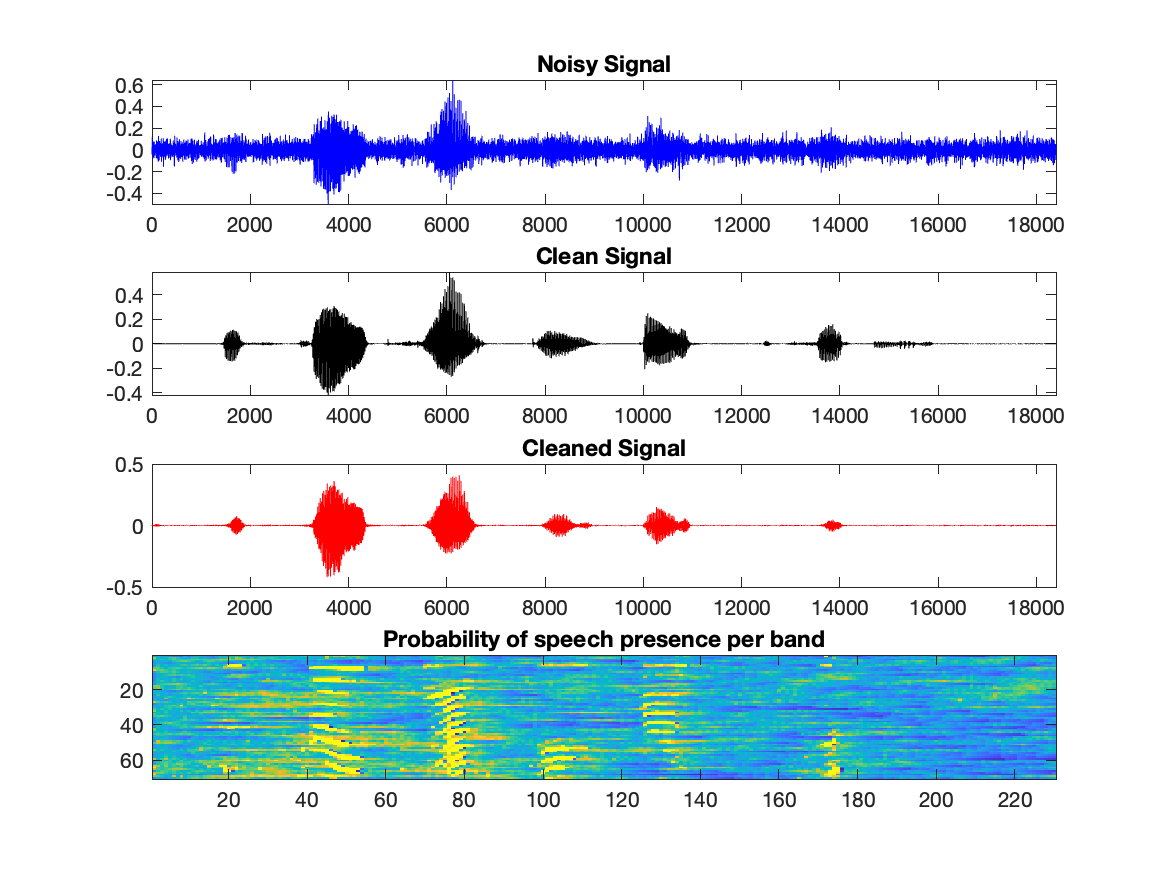 Noisy Signal
0.6
0.4
0.2
0
-0.2
-0.4
0 2000 4000 6000 8000 10000 12000 14000 16000 18000
Clean Signal
0.4
0.2
0
-0.2
-0.4
0 2000 4000 6000 8000 10000 12000 14000 16000 18000
Cleaned Signal
0.5
0
-0.5
0 2000 4000 6000 8000 10000 12000 14000 16000 18000
Probability of speech presence per band
20
40
60
20 40 60 80 100 120 140 160 180 200 220